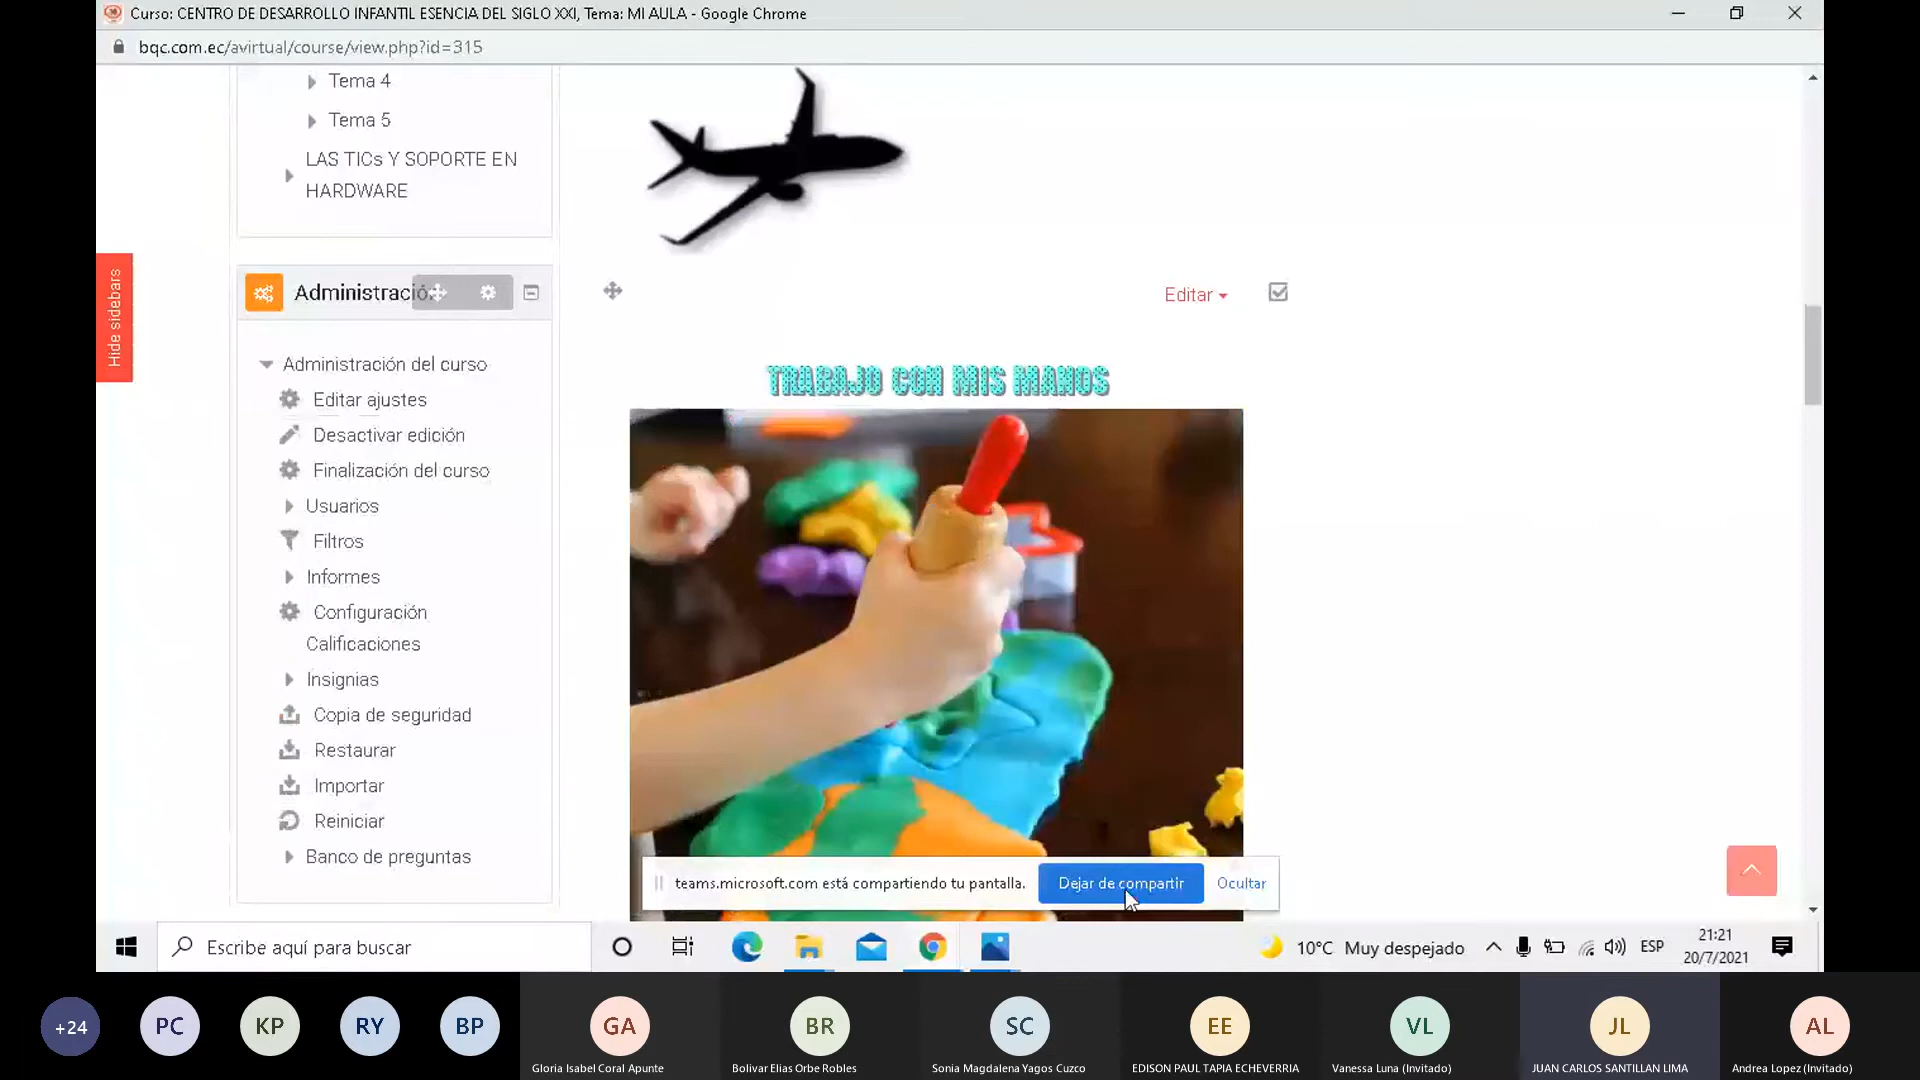 Curso: CENTRO DE DESARROLLO INFANTIL ESENCIA DEL SIGLO XXI, Tema: MI AULA - Google Chrome
bqc.com.ec/avirtual/course/view.php?id=315
Tema 4
Tema 5
LAS TICs Y SOPORTE EN
HARDWARE
Hide sidebars
Administración
Editar
Administración del curso
Editar ajustes
Desactivar edición
Finalización del curso
Usuarios
Filtros
Informes
Configuración
Calificaciones
Insignias
Copia de seguridad
Restaurar
Importar
Reiniciar
Banco de preguntas
TRABAJO CON MIS MANOS
teams.microsoft.com está compartiendo tu pantalla.
Dejar de compartir
Ocultar
Escribe aquí para buscar
10°C Muy despejado
ESP
21:21
20/7/2021
+24
PC
KP
RY
BP
GA
BR
SC
EE
VL
JL
AL
Gloria Isabel Coral Apunte
Bolivar Elias Orbe Robles
Sonia Magdalena Yagos Cuzco
EDISON PAUL TAPIA ECHEVERRIA
Vanessa Luna (Invitado)
JUAN CARLOS SANTILLAN LIMA
Andrea Lopez (Invitado)